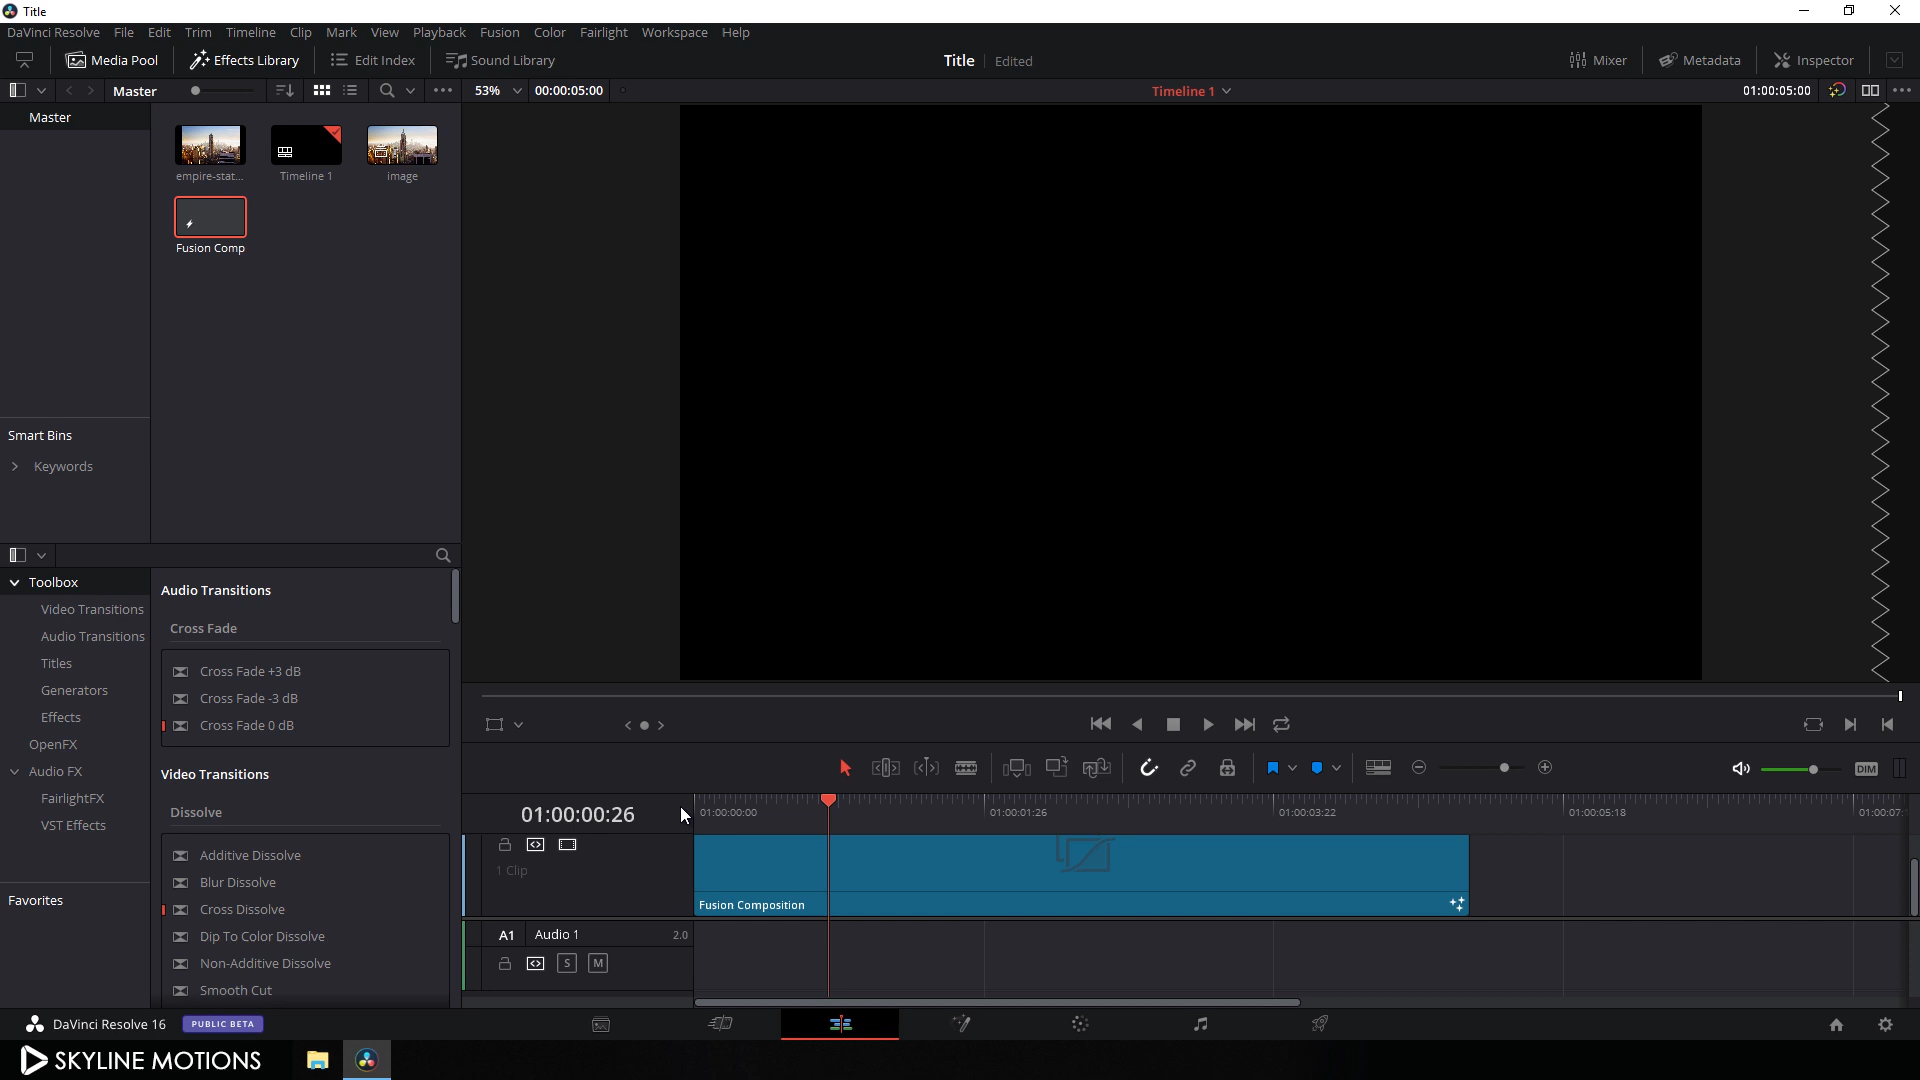 Title
DaVinci Resolve File Edit Trim Timeline Clip Mark View Playback Fusion Color Fairlight Workspace Help
Media Pool Effects Library Edit Index Sound Library Title Edited Mixer Metadata Inspector
Master 53% 00:00:05:00 Timeline 1 01:00:05:00
Master
empire-stat... Timeline 1 image
Fusion Comp
Smart Bins
Keywords
Toolbox
Video Transitions
Audio Transitions
Titles
Generators
Effects
OpenFX
Audio FX
FairlightFX
VST Effects
Favorites
Audio Transitions
Cross Fade
Cross Fade +3 dB
Cross Fade -3 dB
Cross Fade 0 dB
Video Transitions
Dissolve
Additive Dissolve
Blur Dissolve
Cross Dissolve
Dip To Color Dissolve
Non-Additive Dissolve
Smooth Cut
DIM
01:00:00:26 01:00:00:00 01:00:01:26 01:00:03:22 01:00:05:18 01:00:07:
1 Clip
Fusion Composition
A1 Audio 1 2.0
S M
DaVinci Resolve 16 PUBLIC BETA
SKYLINE MOTIONS